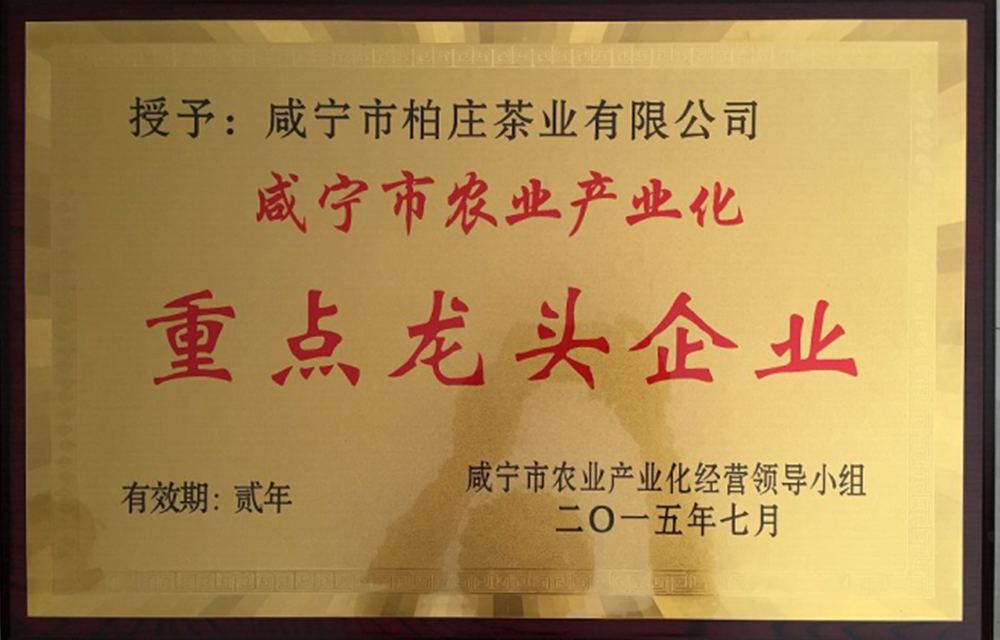 授予：咸宁市柏庄茶业有限公司
咸宁市农业产业化
重点龙头企业
有效期：贰年
咸宁市农业产业化经营领导小组
二〇一五年七月